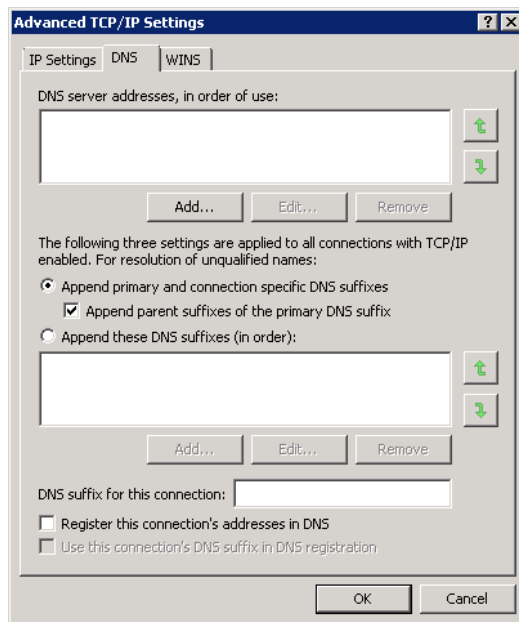 Advanced TCP/IP Settings
IP Settings DNS WINS
DNS server addresses, in order of use:
Add... Edit... Remove
The following three settings are applied to all connections with TCP/IP
enabled. For resolution of unqualified names:
Append primary and connection specific DNS suffixes
Append parent suffixes of the primary DNS suffix
Append these DNS suffixes (in order):
Add... Edit... Remove
DNS suffix for this connection:
Register this connection's addresses in DNS
Use this connection's DNS suffix in DNS registration
OK Cancel